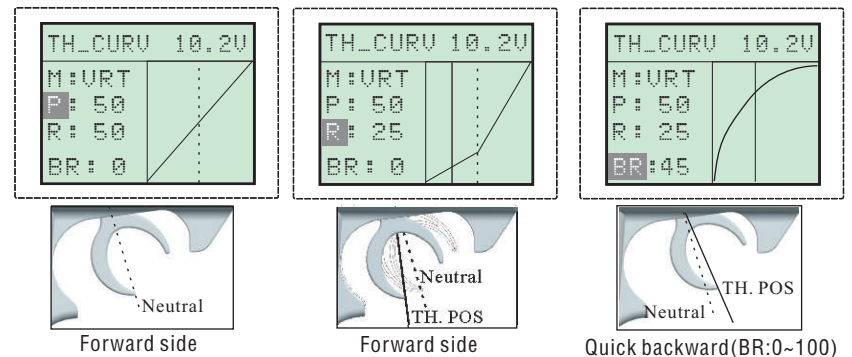 TH_CURV 10.2V
M:VRT
P: 50
R: 50
BR: 0
Neutral
Forward side
TH_CURV 10.2V
M:VRT
P: 50
R: 25
BR: 0
Neutral
TH. POS
Forward side
TH_CURV 10.2V
M:VRT
P: 50
R: 25
BR:45
TH. POS
Neutral
Quick backward(BR:0~100)